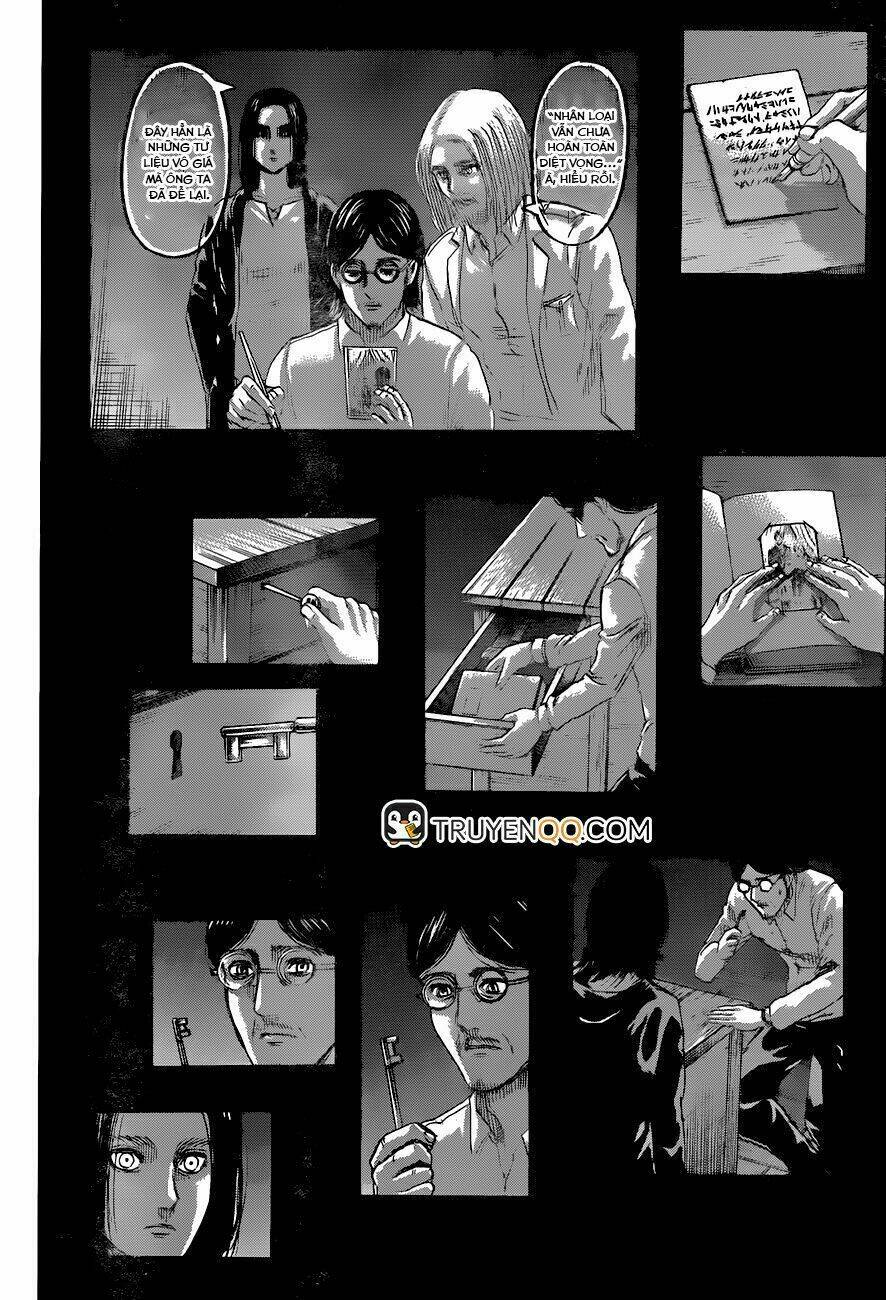 "NHÂN LOẠI
VẪN CHƯA
HOÀN TOÀN
DIỆT VONG..."
À, HIỂU RỒI.
ĐÂY HẲN LÀ
NHỮNG TƯ
LIỆU VÔ GIÁ
MÀ ÔNG TA
ĐÃ ĐỂ LẠI.
TRUYENQQ.COM